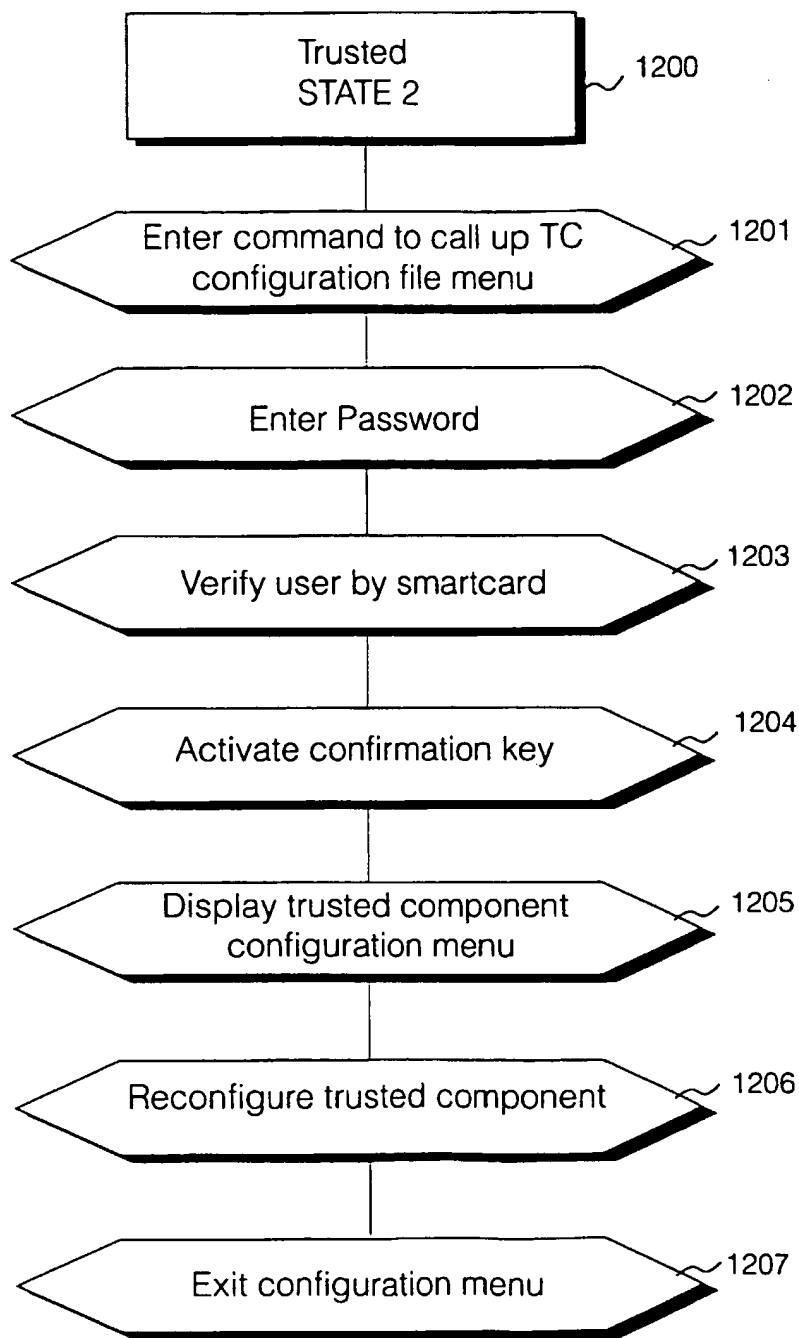 Trusted
STATE 2
1200
Enter command to call up TC
configuration file menu
1201
Enter Password
1202
Verify user by smartcard
1203
Activate confirmation key
1204
Display trusted component
configuration menu
1205
Reconfigure trusted component
1206
Exit configuration menu
1207